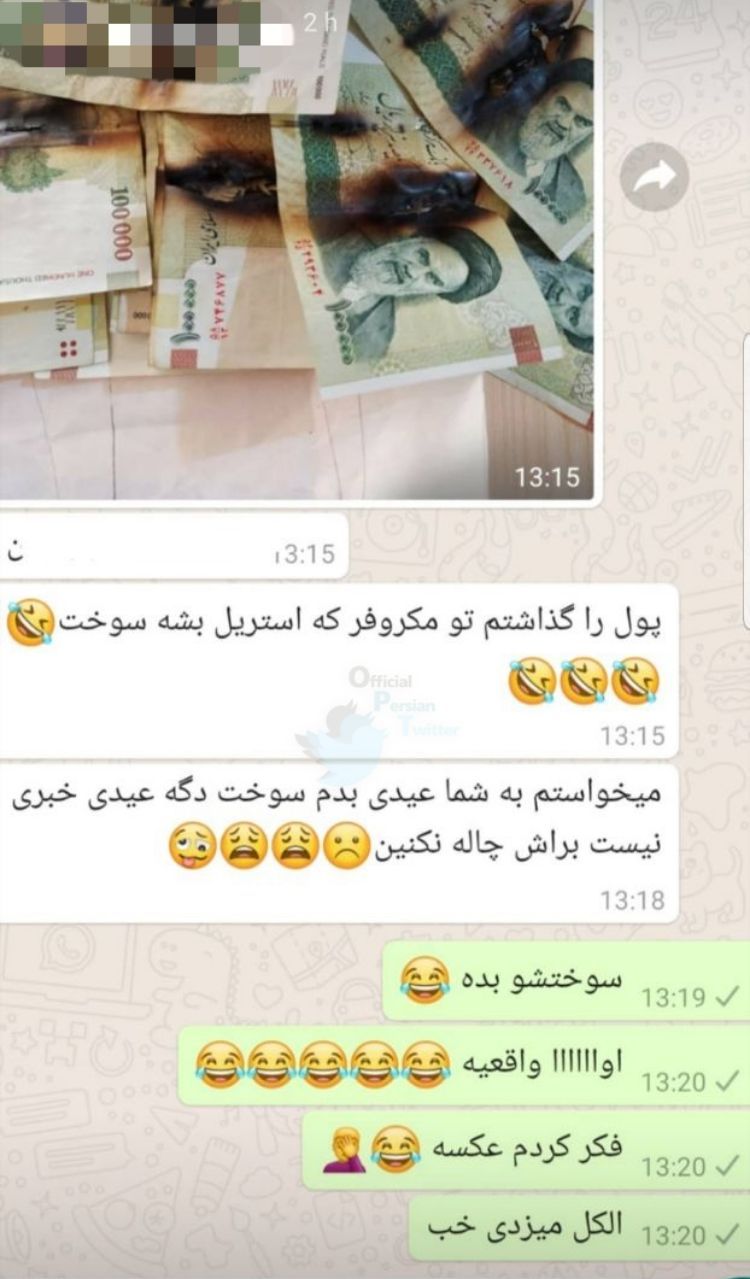 2 h
100000
ONE HUNDRED THOUSA
13:15
ن
13:15
پول را گذاشتم تو مکروفر که استریل بشه سوخت🤣
🤣🤣🤣
13:15
Official
Persian
Twitter
میخواستم به شما عیدی بدم سوخت دگه عیدی خبری
نیست براش چاله نکنین☹️😩😩🥴
13:18
سوختشو بده 😂
13:19
اواااااا واقعیه 😂😂😂😂😂
13:20
فکر کردم عکسه 😂🤦
13:20
الکل میزدی خب
13:20